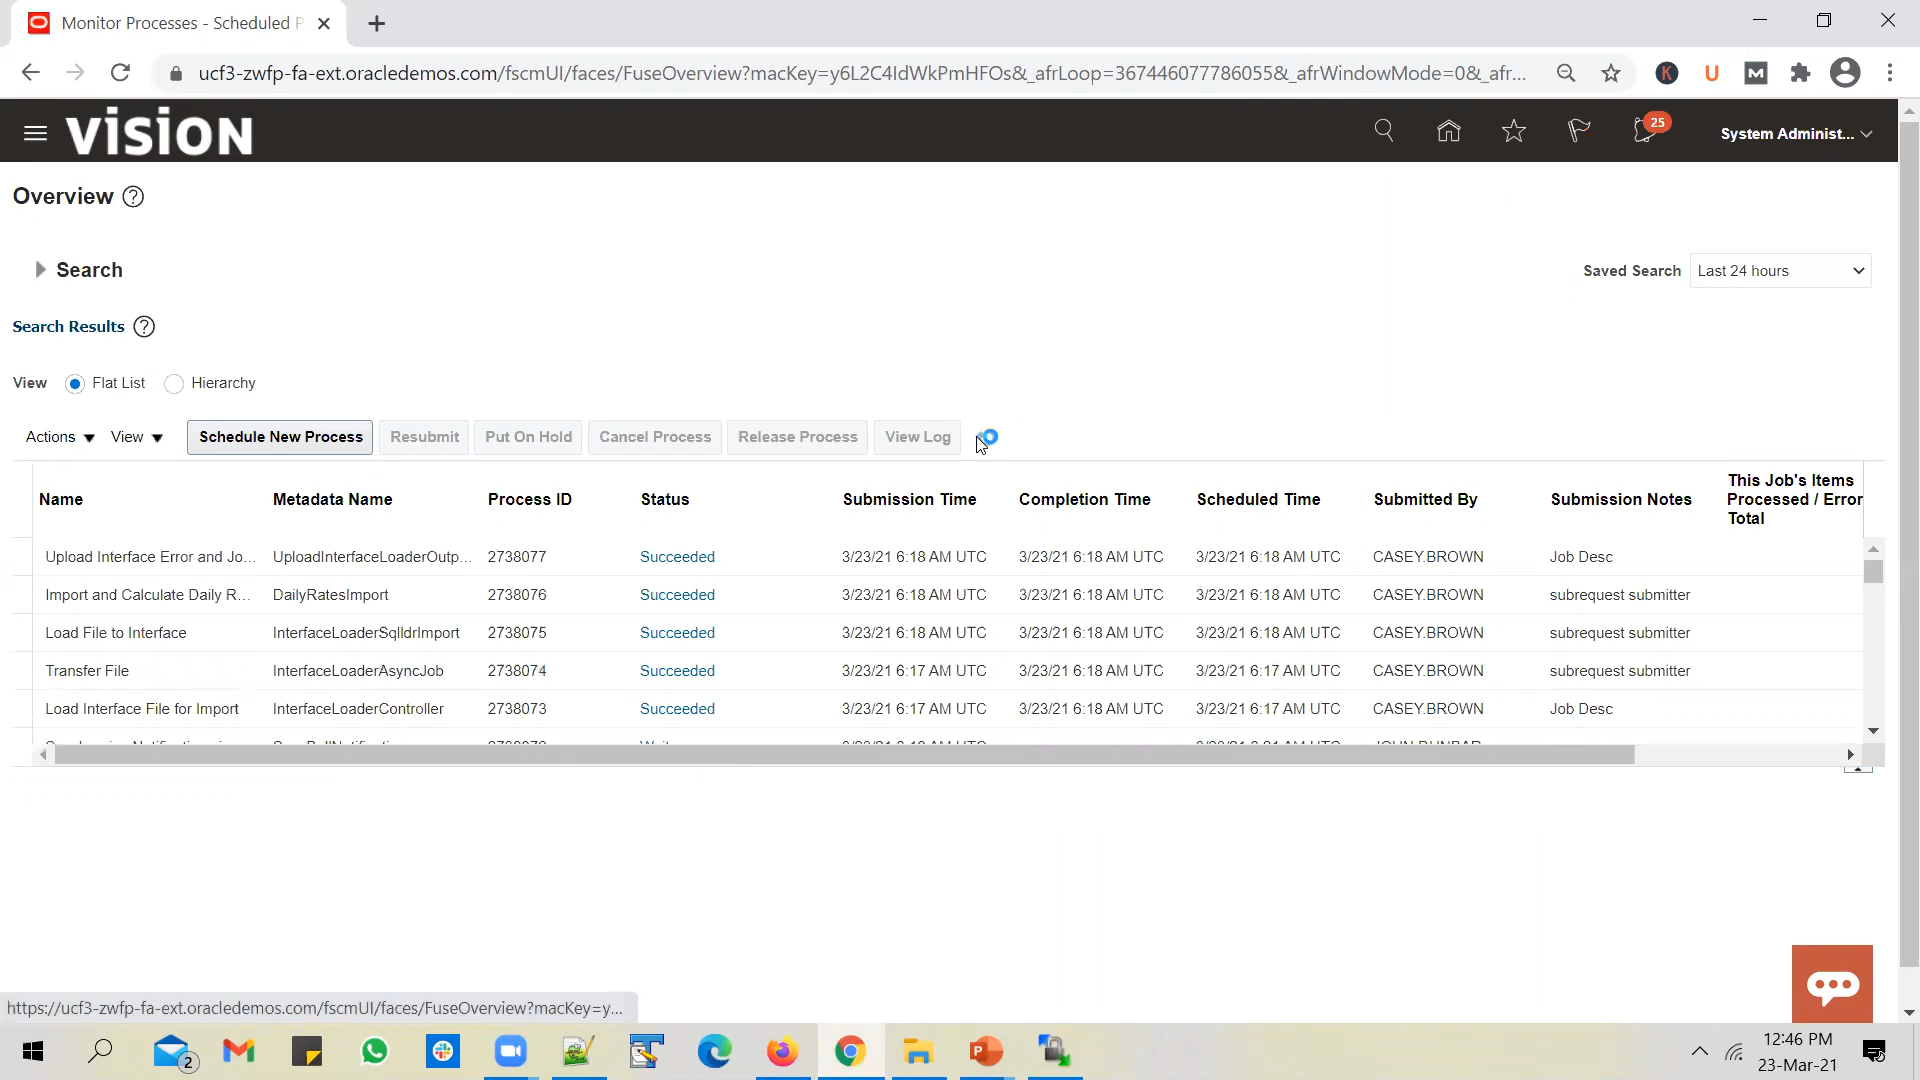 Monitor Processes - Scheduled P
ucf3-zwfp-fa-ext.oracledemos.com/fscmUI/faces/FuseOverview?macKey=y6L2C4IdWkPmHFOs&_afrLoop=367446077786055&_afrWindowMode=0&_afr...
K U M
VISION
25
System Administ...
Overview ?
Search
Saved Search Last 24 hours
Search Results ?
View Flat List Hierarchy
Actions View Schedule New Process Resubmit Put On Hold Cancel Process Release Process View Log
This Job's Items
Name Metadata Name Process ID Status Submission Time Completion Time Scheduled Time Submitted By Submission Notes Processed / Error
Total
Upload Interface Error and Jo... UploadInterfaceLoaderOutp... 2738077 Succeeded 3/23/21 6:18 AM UTC 3/23/21 6:18 AM UTC 3/23/21 6:18 AM UTC CASEY.BROWN Job Desc
Import and Calculate Daily R... DailyRatesImport 2738076 Succeeded 3/23/21 6:18 AM UTC 3/23/21 6:18 AM UTC 3/23/21 6:18 AM UTC CASEY.BROWN subrequest submitter
Load File to Interface InterfaceLoaderSqlldrImport 2738075 Succeeded 3/23/21 6:18 AM UTC 3/23/21 6:18 AM UTC 3/23/21 6:18 AM UTC CASEY.BROWN subrequest submitter
Transfer File InterfaceLoaderAsyncJob 2738074 Succeeded 3/23/21 6:17 AM UTC 3/23/21 6:18 AM UTC 3/23/21 6:17 AM UTC CASEY.BROWN subrequest submitter
Load Interface File for Import InterfaceLoaderController 2738073 Succeeded 3/23/21 6:17 AM UTC 3/23/21 6:18 AM UTC 3/23/21 6:17 AM UTC CASEY.BROWN Job Desc
https://ucf3-zwfp-fa-ext.oracledemos.com/fscmUI/faces/FuseOverview?macKey=y...
2
12:46 PM
23-Mar-21